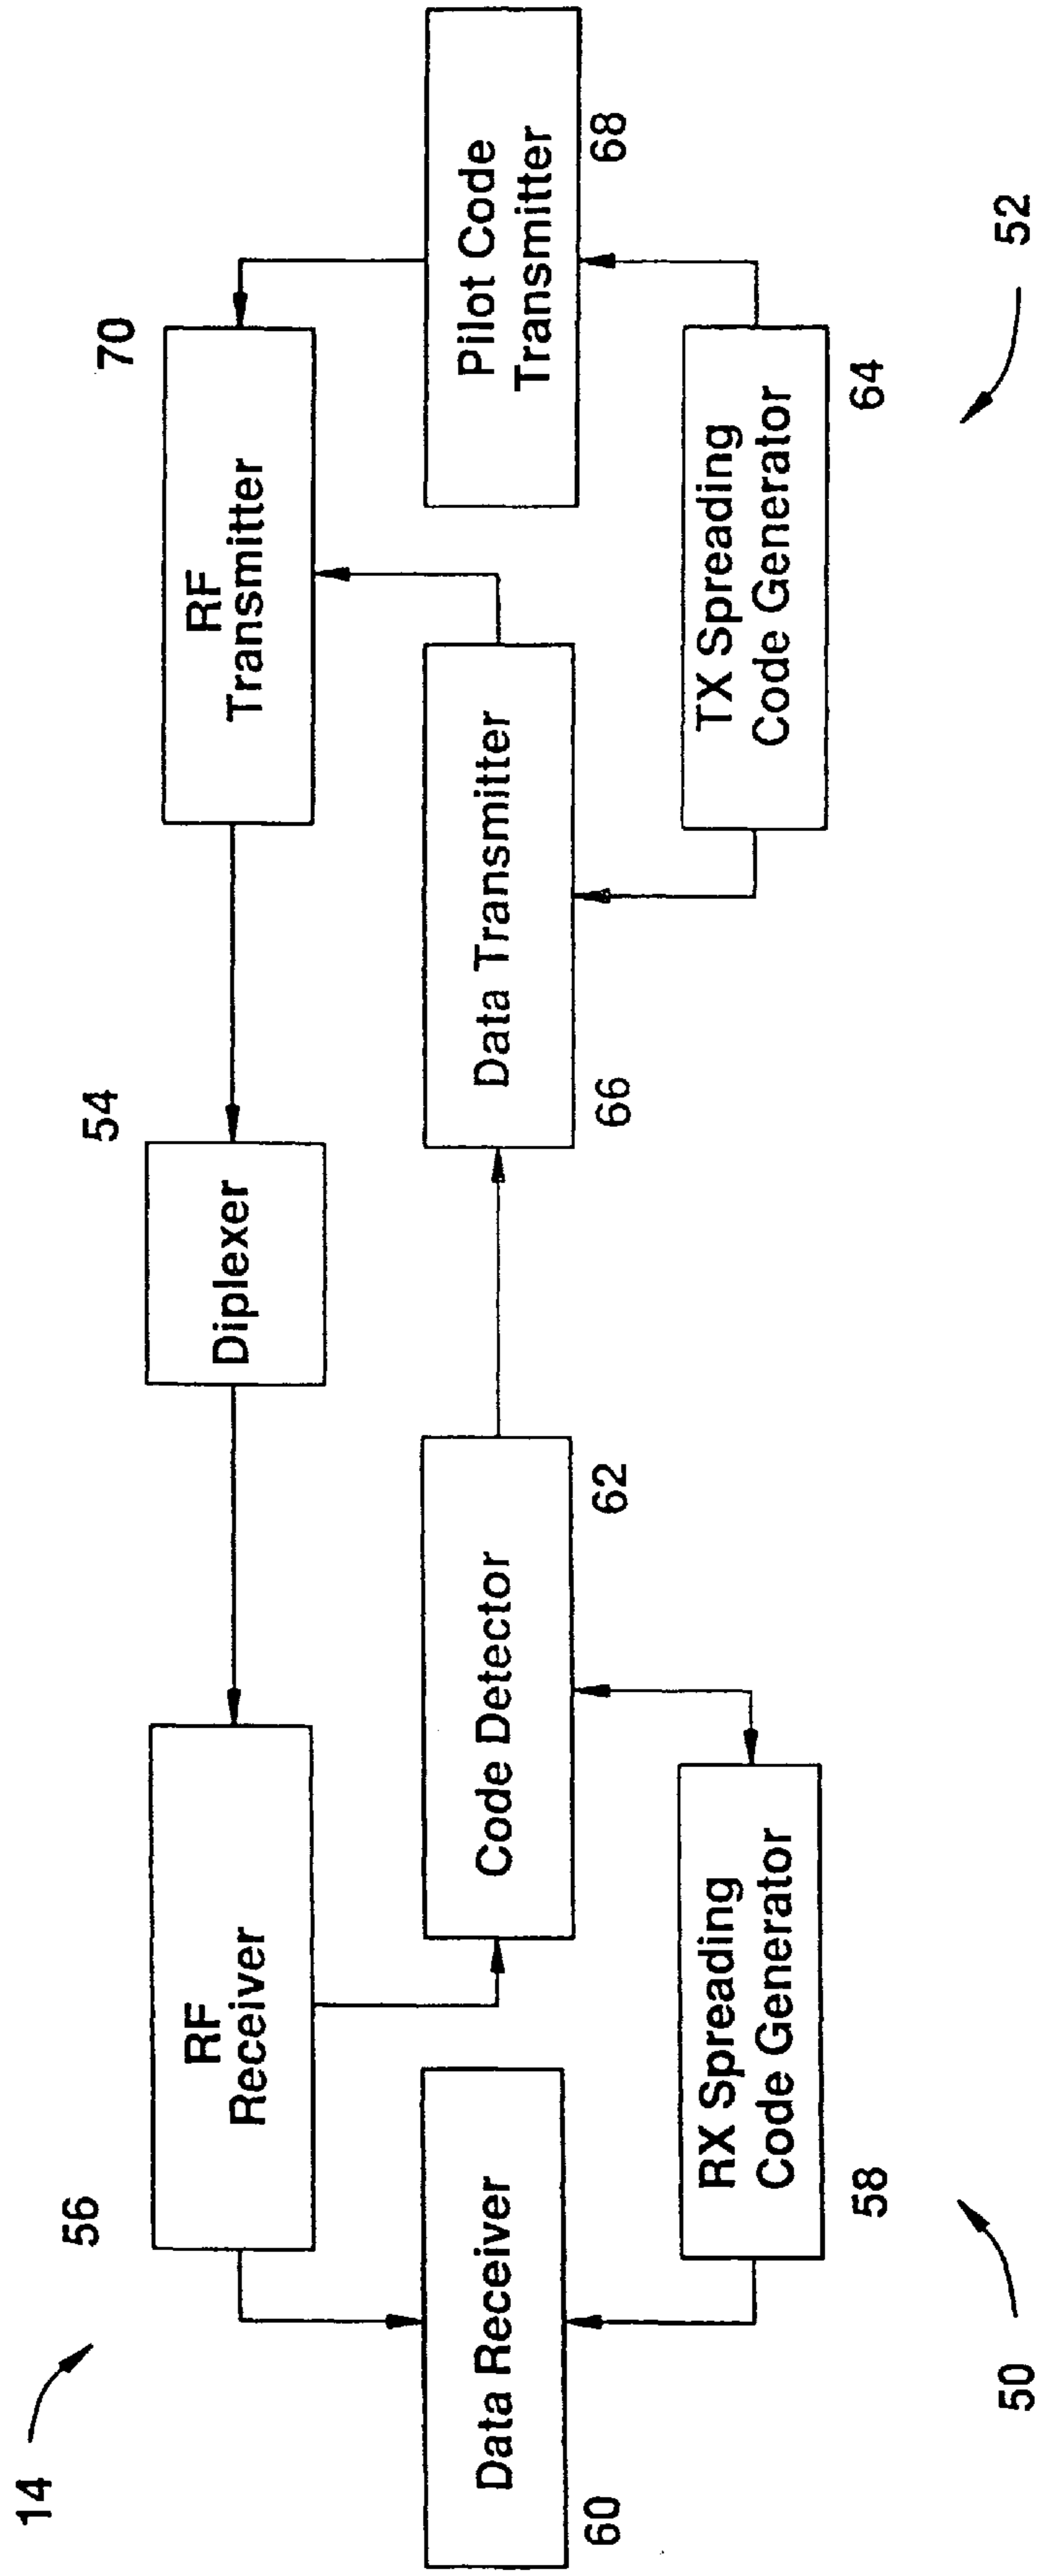 14
56
54
70
RF
Receiver
Diplexer
RF
Transmitter
Data Receiver
Code Detector
Data Transmitter
Pilot Code
Transmitter
60
62
66
68
RX Spreading
Code Generator
TX Spreading
Code Generator
58
64
50
52